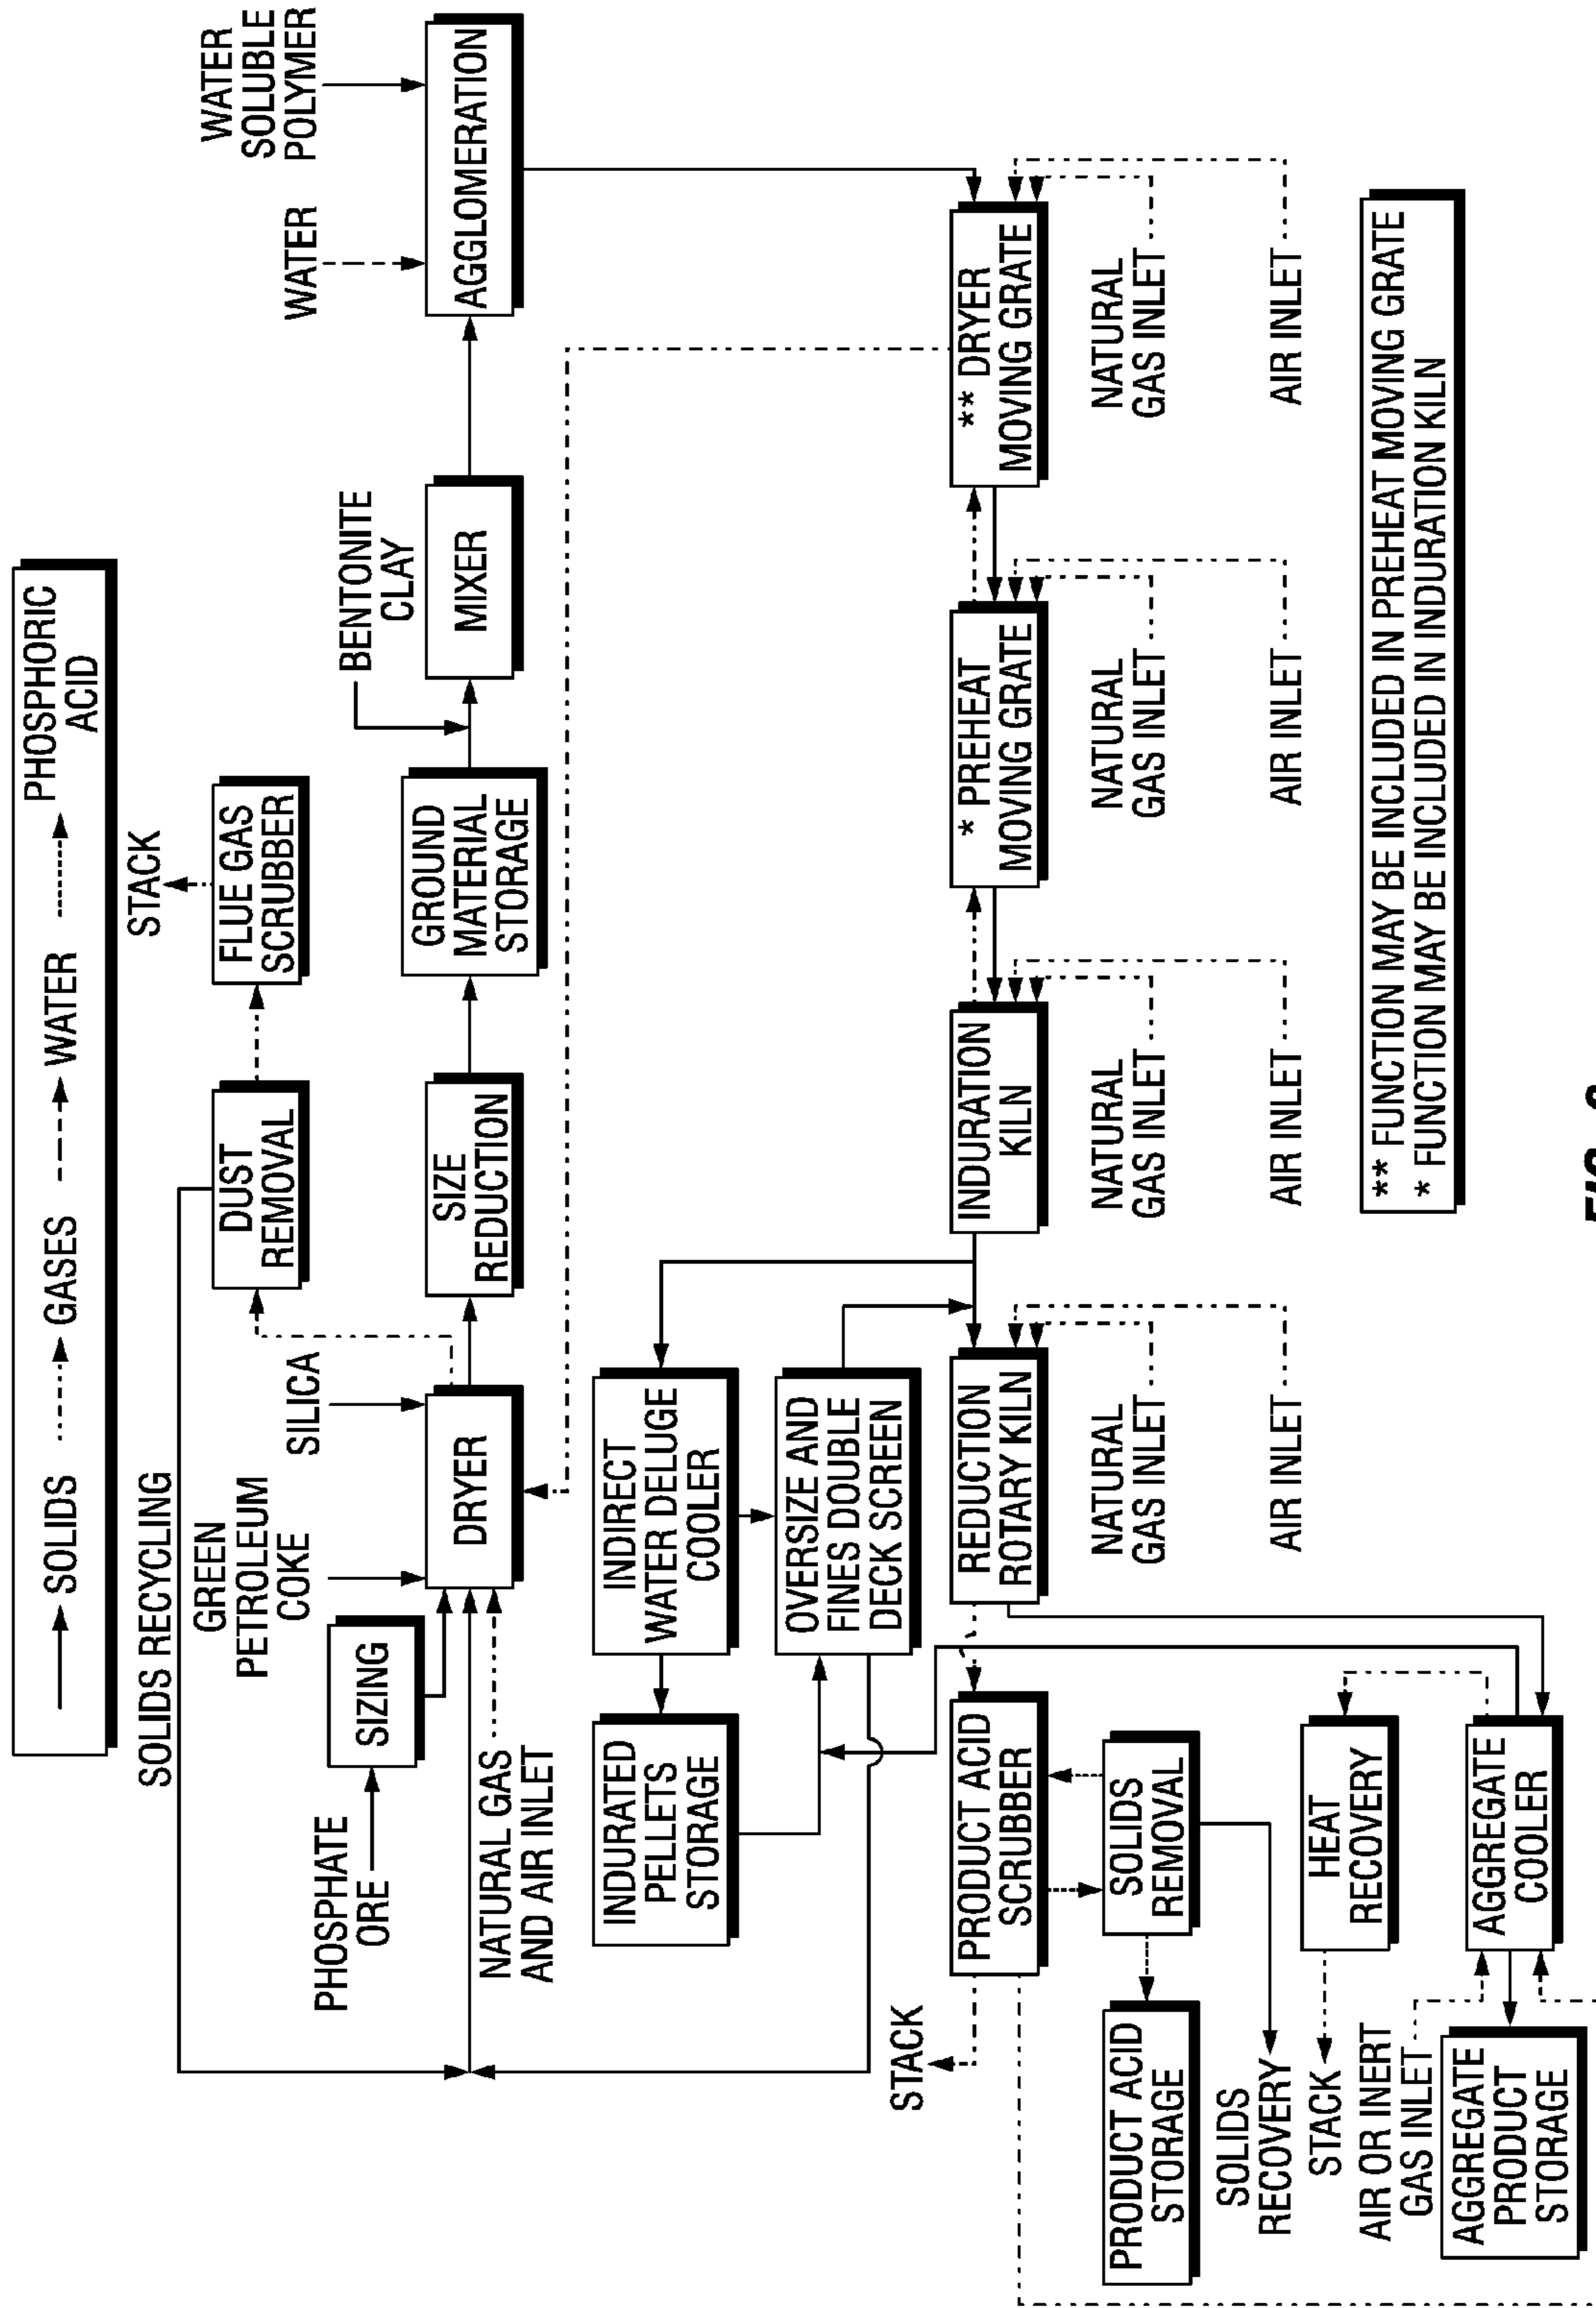 SOLIDS
GASES
WATER
PHOSPHORIC
ACID
SOLIDS RECYCLING
STACK
DUST
REMOVAL
FLUE GAS
SCRUBBER
GREEN
PETROLEUM
COKE
SILICA
PHOSPHATE
ORE
SIZING
DRYER
SIZE
REDUCTION
GROUND
MATERIAL
STORAGE
BENTONITE
CLAY
MIXER
WATER
WATER
SOLUBLE
POLYMER
AGGLOMERATION
NATURAL GAS
AND AIR INLET
INDURATED
PELLETS
STORAGE
INDIRECT
WATER DELUGE
COOLER
OVERSIZE AND
FINES DOUBLE
DECK SCREEN
STACK
PRODUCT ACID
SCRUBBER
REDUCTION
ROTARY KILN
INDURATION
KILN
* PREHEAT
MOVING GRATE
** DRYER
MOVING GRATE
PRODUCT ACID
STORAGE
SOLIDS
REMOVAL
NATURAL
GAS INLET
NATURAL
GAS INLET
NATURAL
GAS INLET
NATURAL
GAS INLET
SOLIDS
RECOVERY
STACK
HEAT
RECOVERY
AIR INLET
AIR INLET
AIR INLET
AIR INLET
AIR OR INERT
GAS INLET
AGGREGATE
PRODUCT
STORAGE
AGGREGATE
COOLER
** FUNCTION MAY BE INCLUDED IN PREHEAT MOVING GRATE
* FUNCTION MAY BE INCLUDED IN INDURATION KILN